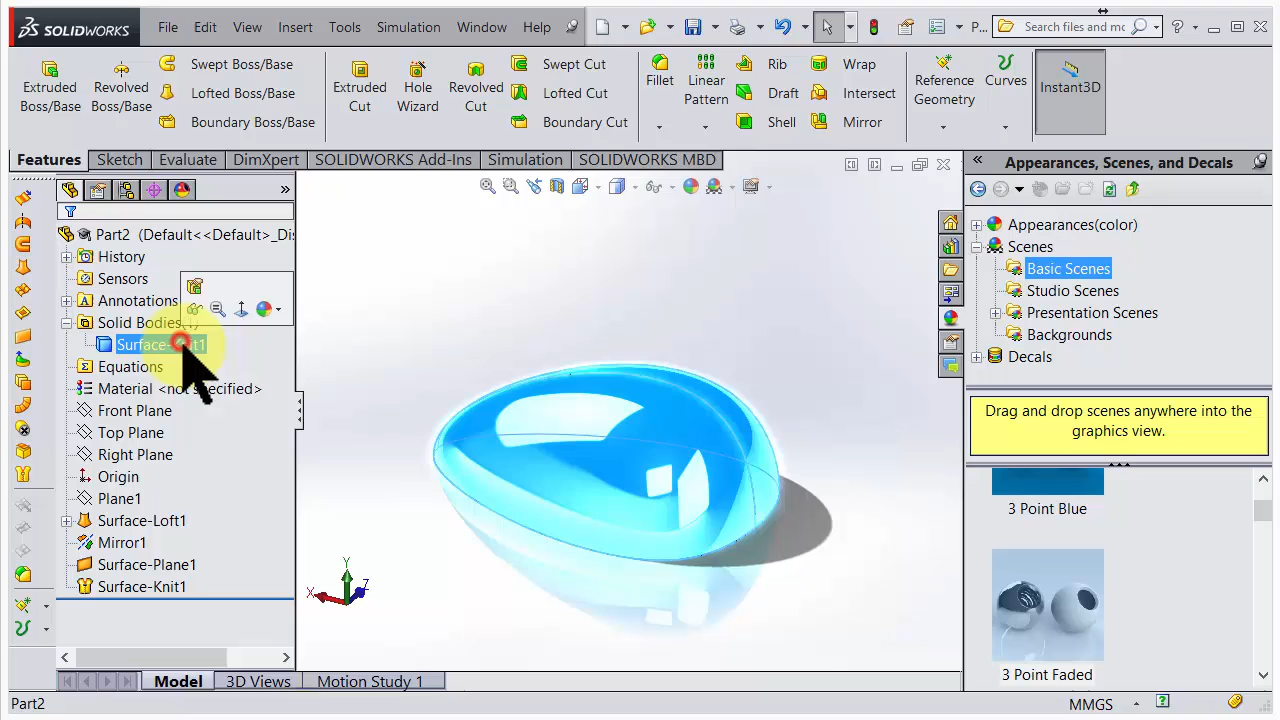 SOLIDWORKS
File Edit View Insert Tools Simulation Window Help
P...
Search files and mo
Extruded Boss/Base
Revolved Boss/Base
Swept Boss/Base
Lofted Boss/Base
Boundary Boss/Base
Extruded Cut
Hole Wizard
Revolved Cut
Swept Cut
Lofted Cut
Boundary Cut
Fillet
Linear Pattern
Rib
Draft
Shell
Wrap
Intersect
Mirror
Reference Geometry
Curves
Instant3D
Features Sketch Evaluate DimXpert SOLIDWORKS Add-Ins Simulation SOLIDWORKS MBD
Part2 (Default<<Default>_Di
History
Sensors
Annotations
Solid Bodies(1)
Equations
Material <not specified>
Front Plane
Top Plane
Right Plane
Origin
Plane1
Surface-Loft1
Mirror1
Surface-Plane1
Surface-Knit1
Y
X
Z
Model 3D Views Motion Study 1
Part2
MMGS
Appearances, Scenes, and Decals
Appearances(color)
Scenes
Basic Scenes
Studio Scenes
Presentation Scenes
Backgrounds
Decals
Drag and drop scenes anywhere into the
graphics view.
3 Point Blue
3 Point Faded